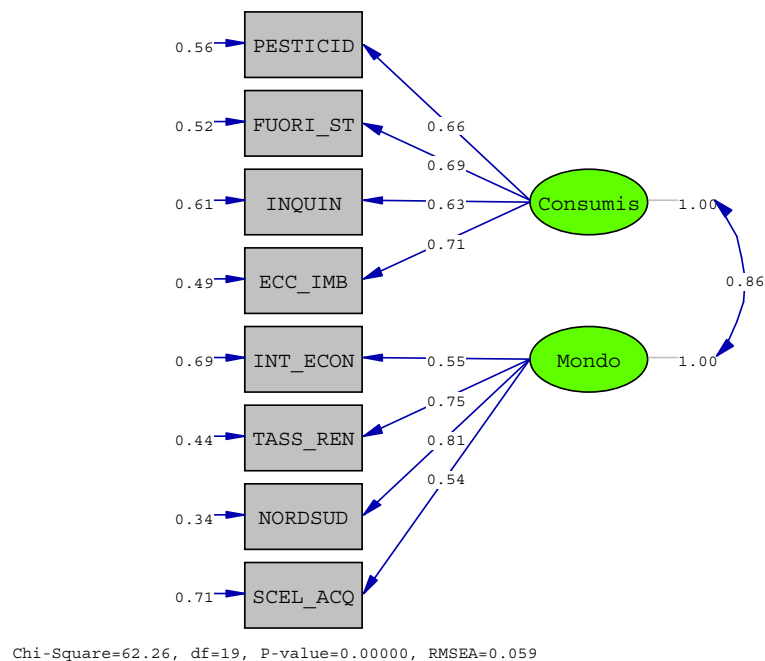 0.56 PESTICID
0.66
0.52 FUORI_ST
0.69
0.61 INQUIN 0.63 Consumis 1.00
0.71
0.49 ECC_IMB 0.86
0.69 INT_ECON 0.55 Mondo 1.00
0.75
0.44 TASS_REN 0.81
0.54
0.34 NORDSUD
0.71 SCEL_ACQ
Chi-Square=62.26, df=19, P-value=0.00000, RMSEA=0.059